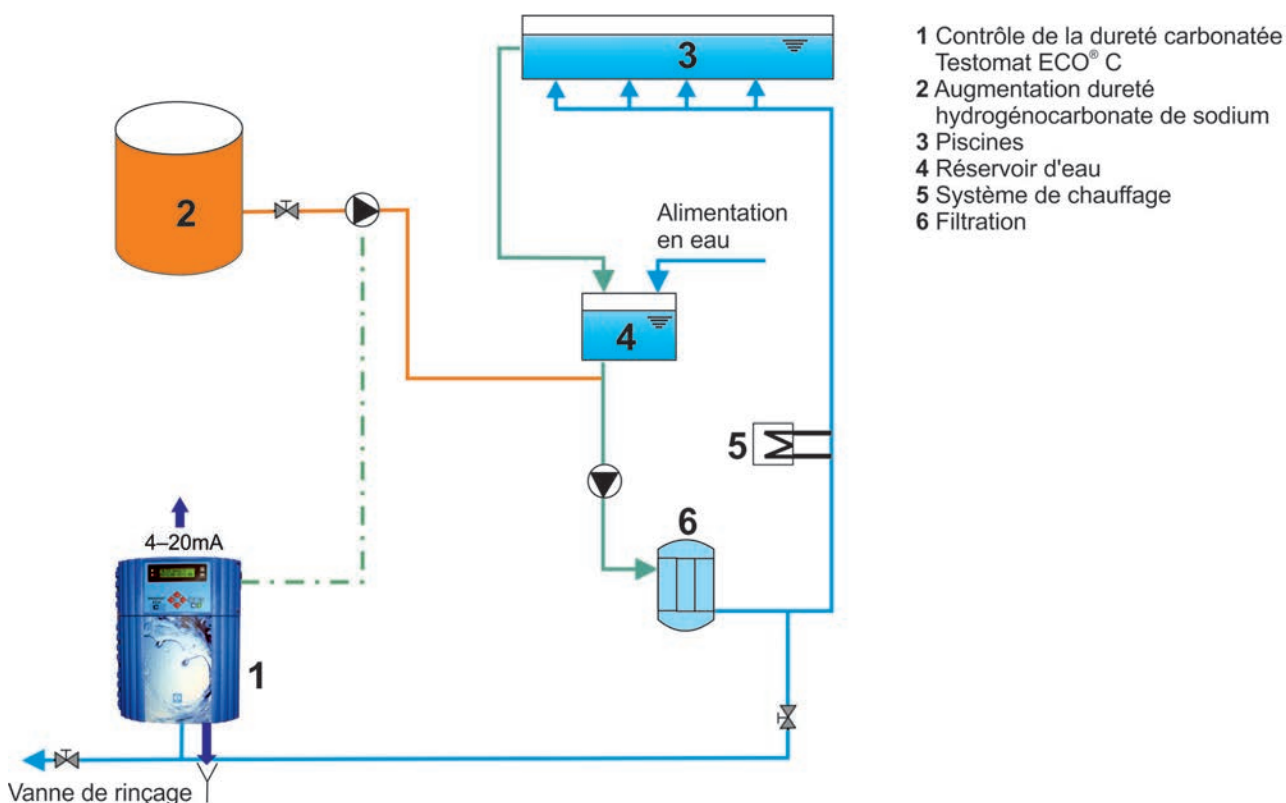 1 Contrôle de la dureté carbonatée
Testomat ECO® C
2 Augmentation dureté
hydrogénocarbonate de sodium
3 Piscines
4 Réservoir d'eau
5 Système de chauffage
6 Filtration
3
2
Alimentation
en eau
4
5
6
4–20mA
1
Vanne de rinçage